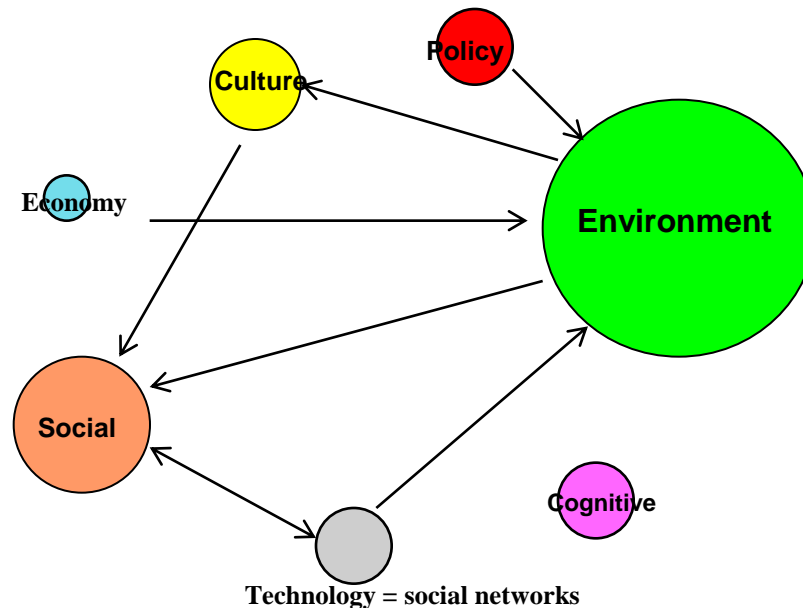 Policy
Culture
Economy
Environment
Social
Cognitive
Technology = social networks